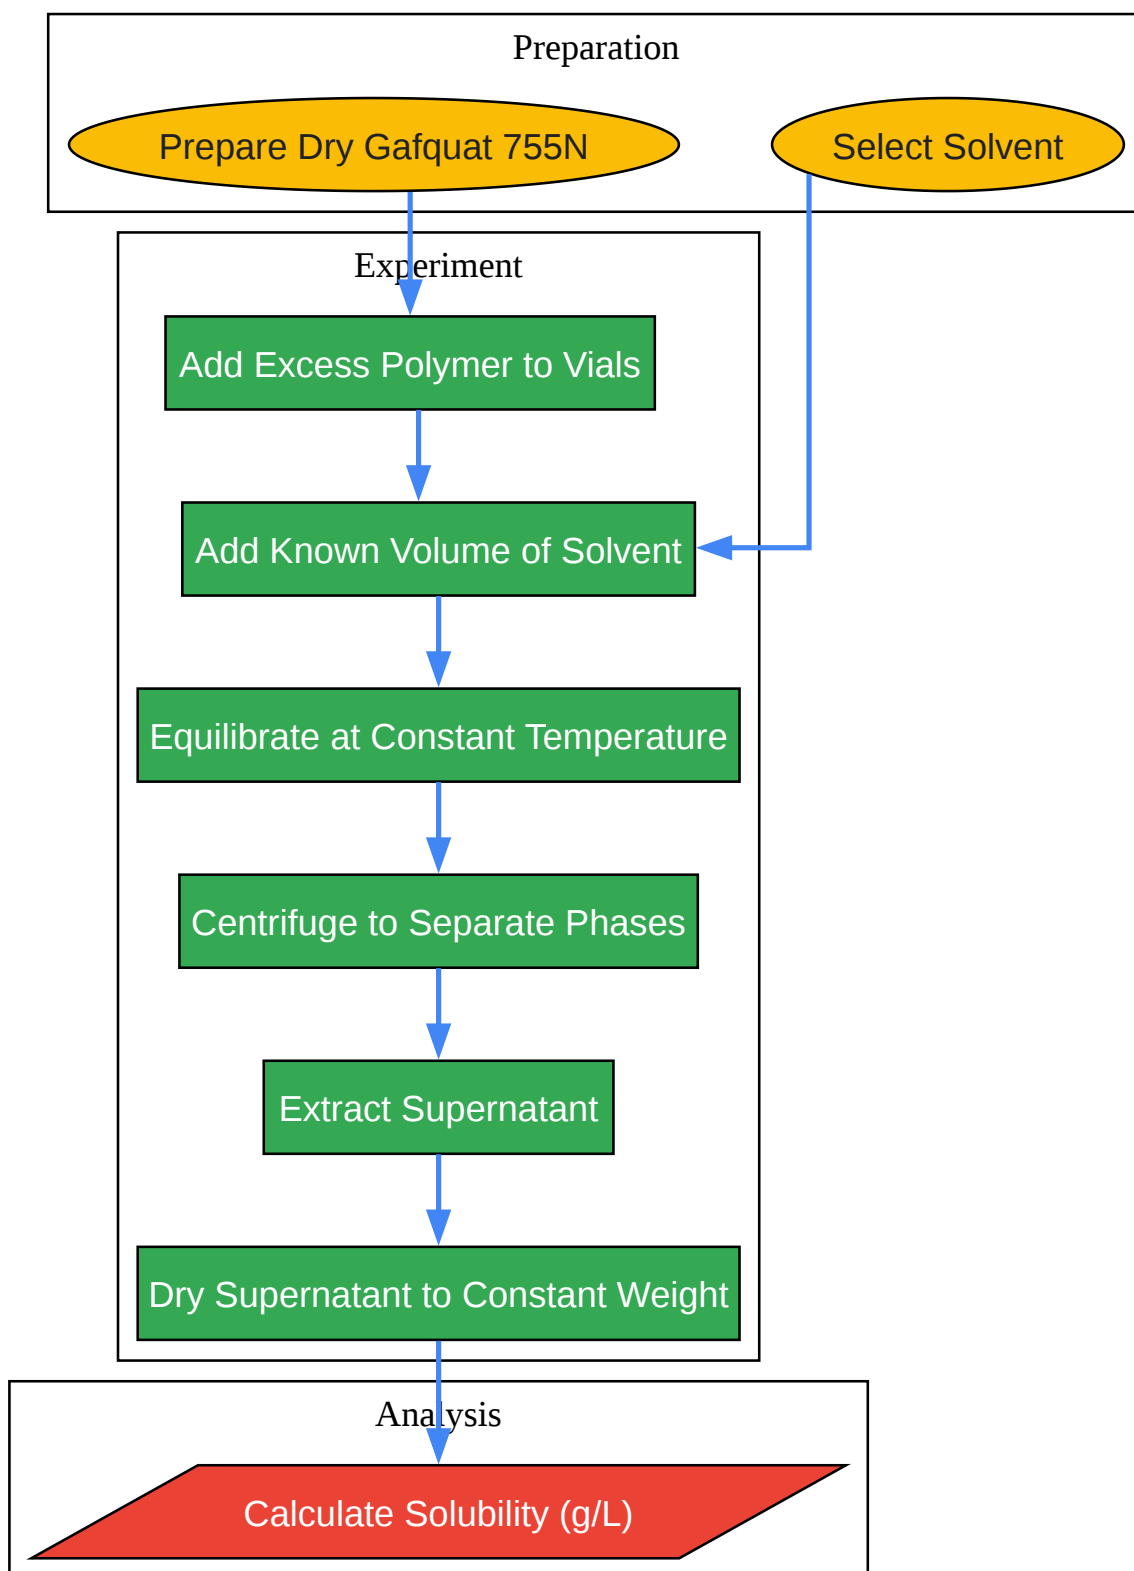 Preparation
Prepare Dry Gafquat 755N
Select Solvent
Experiment
Add Excess Polymer to Vials
Add Known Volume of Solvent
Equilibrate at Constant Temperature
Centrifuge to Separate Phases
Extract Supernatant
Dry Supernatant to Constant Weight
Analysis
Calculate Solubility (g/L)